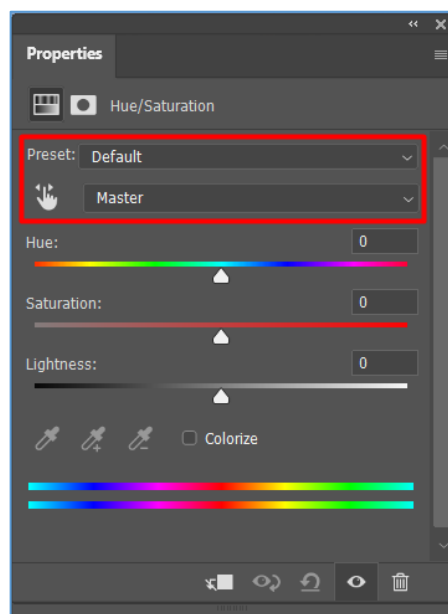 Properties
Hue/Saturation
Preset: Default
Master
Hue: 0
Saturation: 0
Lightness: 0
Colorize